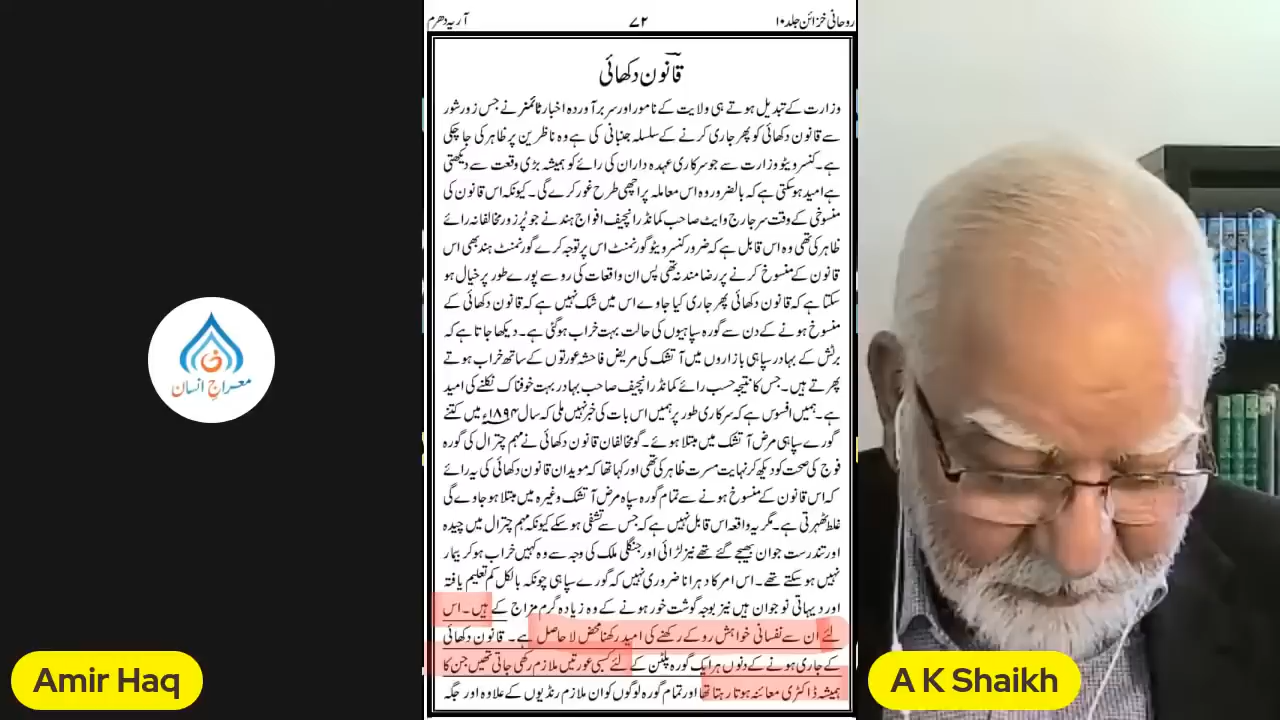 روحانی خزائن جلد ۱۰
۷۲
آریہ دھرم
قانون دکھائی
وزارت کے تبدیل ہوتے ہی ولایت کے نامور اور سربر آوردہ اخبار ٹائمنر نے جس زور شور
سے قانون دکھائی کو پھر جاری کرنے کے سلسلہ جنبانی کی ہے وہ ناظرین پر ظاہر کی جا چکی
ہے۔ کنسرویٹو وزارت سے جو سرکاری عہدہ داران کی رائے کو ہمیشہ بڑی وقعت سے دیکھتی
ہے امید ہوسکتی ہے کہ بالضرور وہ اس معاملہ پر اچھی طرح غور کرے گی۔ کیونکہ اس قانون کی
منسوخی کے وقت سر جارج وایٹ صاحب کمانڈر انچیف افواج ہند نے جو پُرزور مخالفانہ رائے
ظاہر کی تھی وہ اس قابل ہے کہ ضرور کنسرویٹو گورنمنٹ اس پر توجہ کرے گورنمنٹ ہند بھی اس
قانون کے منسوخ کرنے پر رضامند نہ تھی پس ان واقعات کی رو سے پورے طور پر خیال ہو
سکتا ہے کہ قانون دکھائی پھر جاری کیا جاوے اس میں شک نہیں ہے کہ قانون دکھائی کے
منسوخ ہونے کے دن سے گورہ سپاہیوں کی حالت بہت خراب ہوگئی ہے۔ دیکھا جاتا ہے کہ
برٹش کے بہادر سپاہی بازاروں میں آتشک کی مریض فاحشہ عورتوں کے ساتھ خراب ہوتے
پھرتے ہیں۔ جس کا نتیجہ حسب رائے کمانڈر انچیف صاحب بہادر بہت خوفناک نکلنے کی امید
ہے۔ ہمیں افسوس ہے کہ سرکاری طور پر ہمیں اس بات کی خبر نہیں ملی کہ سال ۱۸۹۴ء میں کتنے
گورے سپاہی مرض آتشک میں مبتلا ہوئے۔ گو مخالفان قانون دکھائی نے مہم چترال کی گورہ
فوج کی صحت کو دیکھ کر نہایت مسرت ظاہر کی تھی اور کہا تھا کہ مویدان قانون دکھائی کی یہ رائے
کہ اس قانون کے منسوخ ہونے سے تمام گورہ سپاہ مرض آتشک وغیرہ میں مبتلا ہو جاوے گی
غلط ٹھہرتی ہے۔ مگر یہ واقعہ اس قابل نہیں ہے کہ جس سے تشفی ہو سکے کیونکہ مہم چترال میں چیدہ
اور تندرست جوان بھیجے گئے تھے نیز لڑائی اور جنگلی ملک کی وجہ سے وہ کہیں خراب ہو کر بیمار
نہیں ہو سکتے تھے۔ اس امر کا دہرانا ضروری نہیں کہ گورے سپاہی چونکہ بالکل کم تعلیم یافتہ
اور دیہاتی نوجوان ہیں نیز بوجہ گوشت خور ہونے کے وہ زیادہ گرم مزاج کے ہیں۔ اس
لئے ان سے نفسانی خواہش روکے رکھنے کی امید رکھنا محض لا حاصل ہے۔ قانون دکھائی
کے جاری ہونے کے دنوں ہر ایک گورہ پلٹن کے لئے کسبی عورتیں ملازم رکھی جاتی تھیں جن کا
ہمیشہ ڈاکٹری معائنہ ہوتا رہتا تھا اور تمام گورہ لوگوں کو ان ملازم رنڈیوں کے علاوہ اور جگہ
معراج انسان
Amir Haq
A K Shaikh